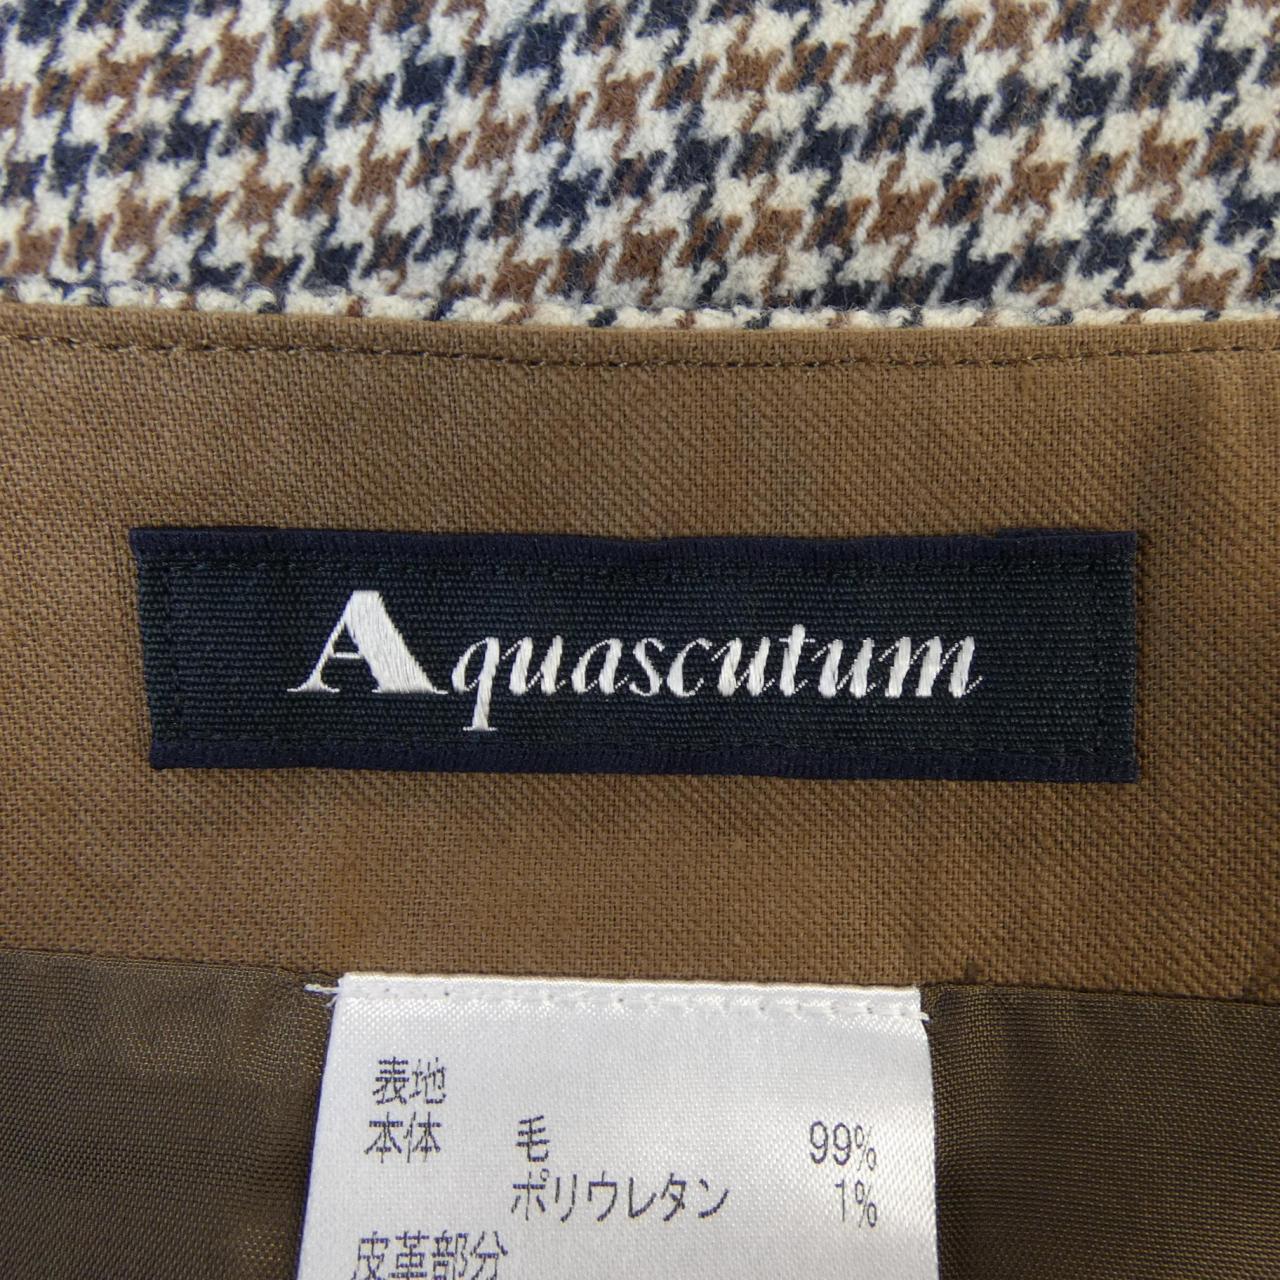 Aquascutum
表地
本体 毛 99%
ポリウレタン 1%
皮革部分